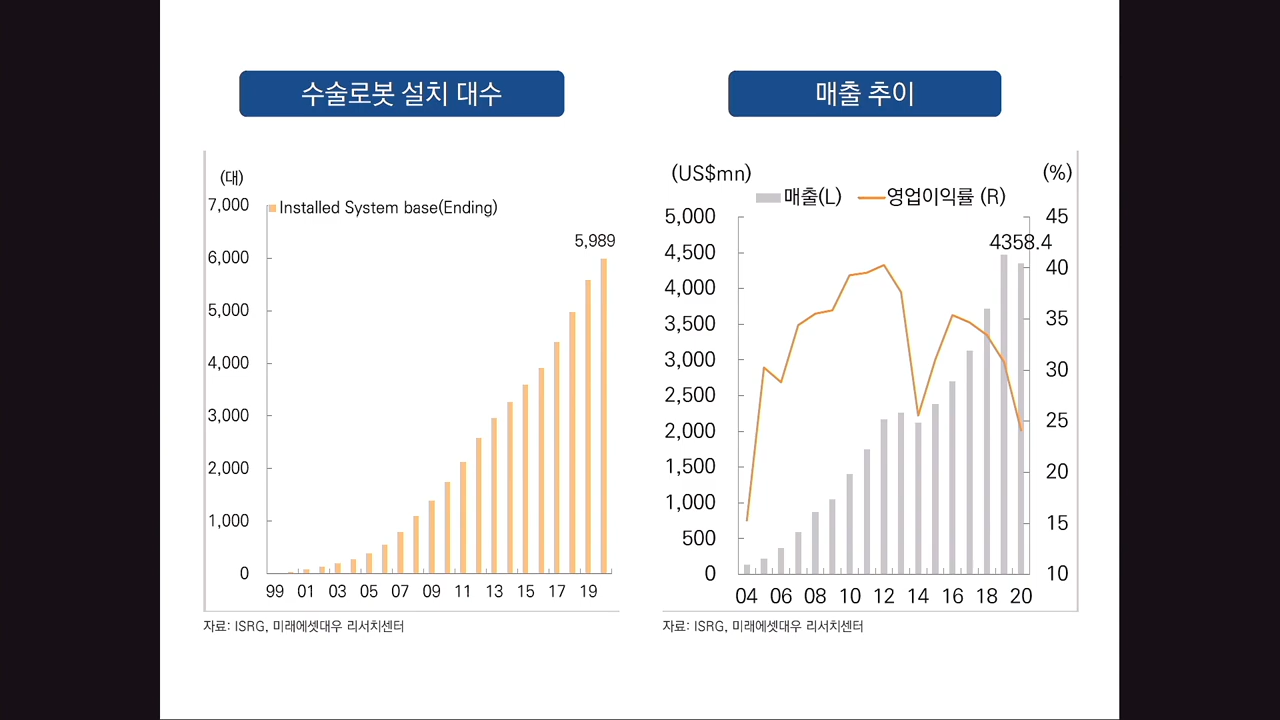 수술로봇 설치 대수
매출 추이
(대)
Installed System base(Ending)
7,000
6,000
5,000
4,000
3,000
2,000
1,000
0
5,989
99 01 03 05 07 09 11 13 15 17 19
자료: ISRG, 미래에셋대우 리서치센터
(US$mn)
(%)
매출(L)
영업이익률 (R)
5,000
4,500
4,000
3,500
3,000
2,500
2,000
1,500
1,000
500
0
4358.4
45
40
35
30
25
20
15
10
04 06 08 10 12 14 16 18 20
자료: ISRG, 미래에셋대우 리서치센터